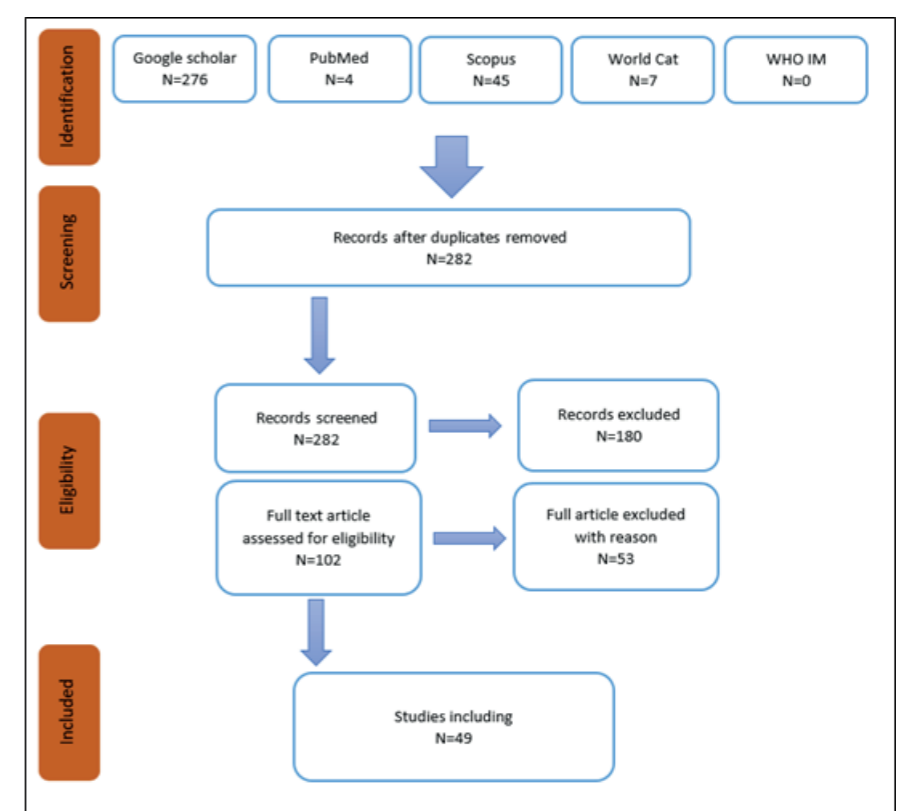 Identification
Google scholar
N=276
PubMed
N=4
Scopus
N=45
World Cat
N=7
WHO IM
N=0
Screening
Records after duplicates removed
N=282
Eligibility
Records screened
N=282
Records excluded
N=180
Full text article
assessed for eligibility
N=102
Full article excluded
with reason
N=53
Included
Studies including
N=49